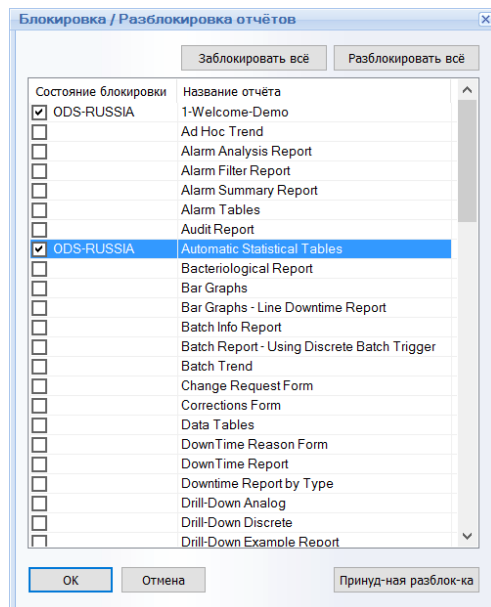 Блокировка / Разблокировка отчётов
Заблокировать всё Разблокировать всё
Состояние блокировки Название отчёта
ODS-RUSSIA 1-Welcome-Demo
Ad Hoc Trend
Alarm Analysis Report
Alarm Filter Report
Alarm Summary Report
Alarm Tables
Audit Report
ODS-RUSSIA Automatic Statistical Tables
Bacteriological Report
Bar Graphs
Bar Graphs - Line Downtime Report
Batch Info Report
Batch Report - Using Discrete Batch Trigger
Batch Trend
Change Request Form
Corrections Form
Data Tables
DownTime Reason Form
DownTime Report
Downtime Report by Type
Drill-Down Analog
Drill-Down Discrete
Drill-Down Example Report
ОК Отмена Принуд-ная разблок-ка